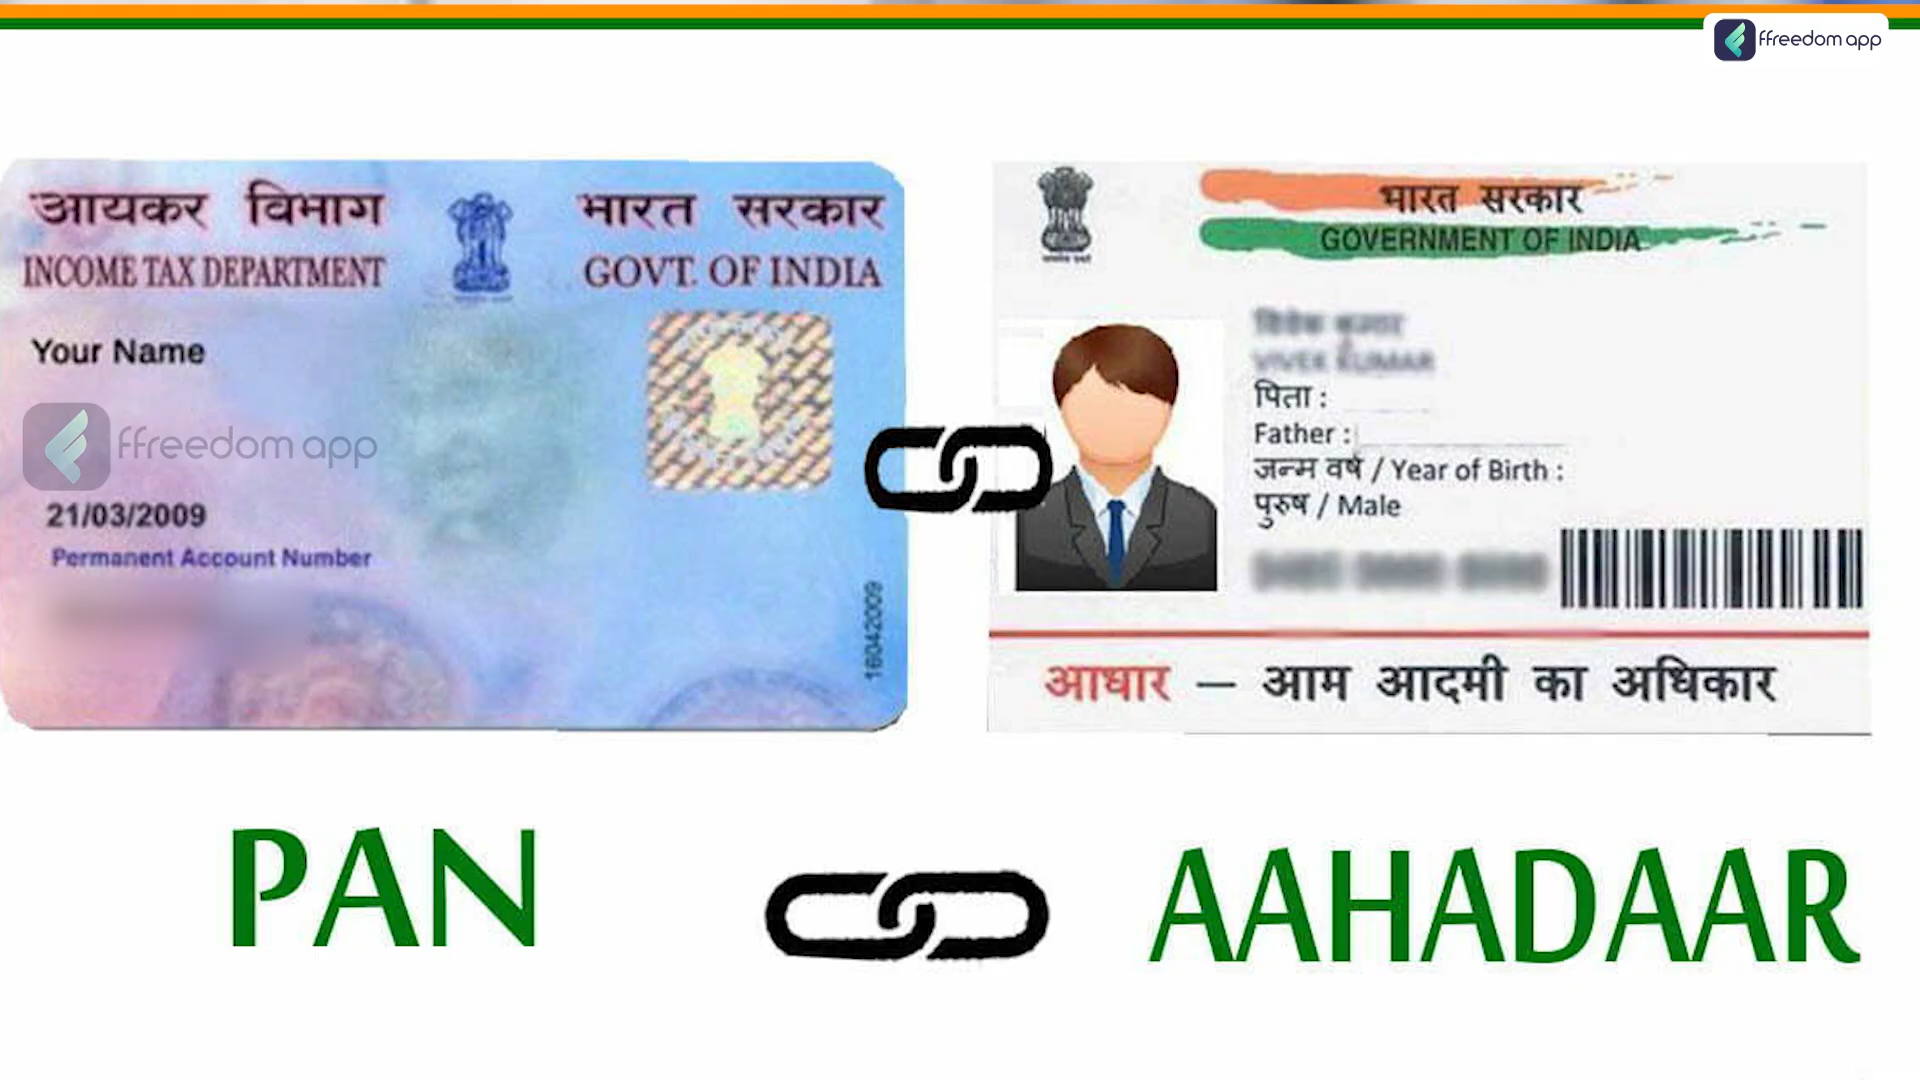 ffreedom app
आयकर विभाग
INCOME TAX DEPARTMENT
भारत सरकार
GOVT. OF INDIA
Your Name
ffreedom app
21/03/2009
Permanent Account Number
16042009
भारत सरकार
GOVERNMENT OF INDIA
पिता :
Father :
जन्म वर्ष / Year of Birth :
पुरुष / Male
आधार – आम आदमी का अधिकार
PAN
AAHADAAR